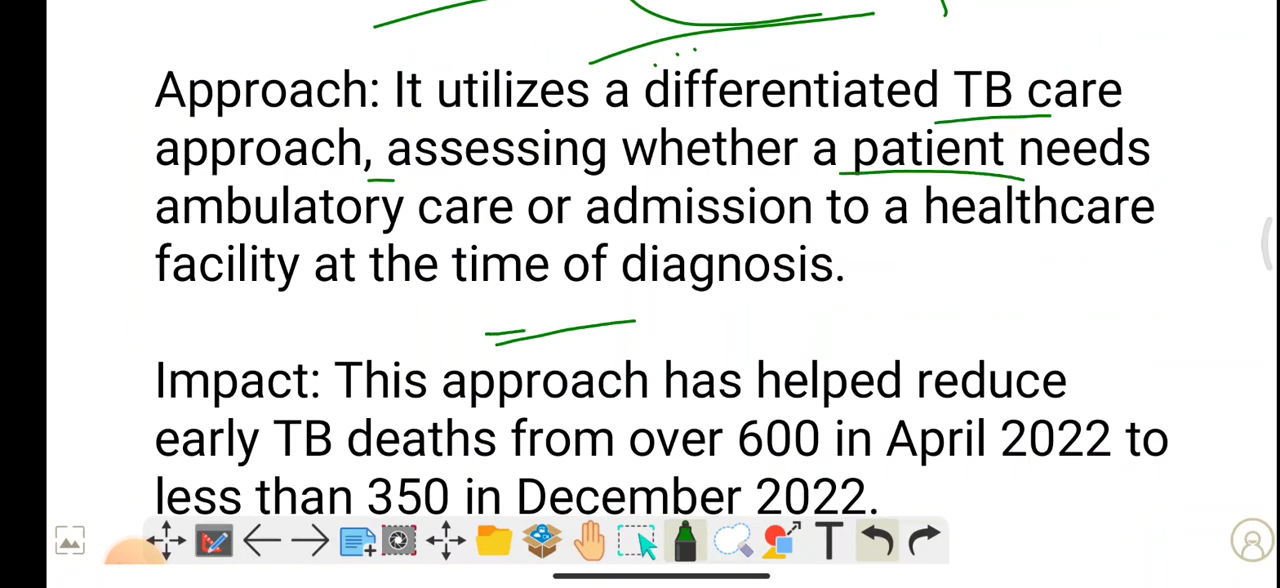 Approach: It utilizes a differentiated TB care
approach, assessing whether a patient needs
ambulatory care or admission to a healthcare
facility at the time of diagnosis.
Impact: This approach has helped reduce
early TB deaths from over 600 in April 2022 to
less than 350 in December 2022.
T